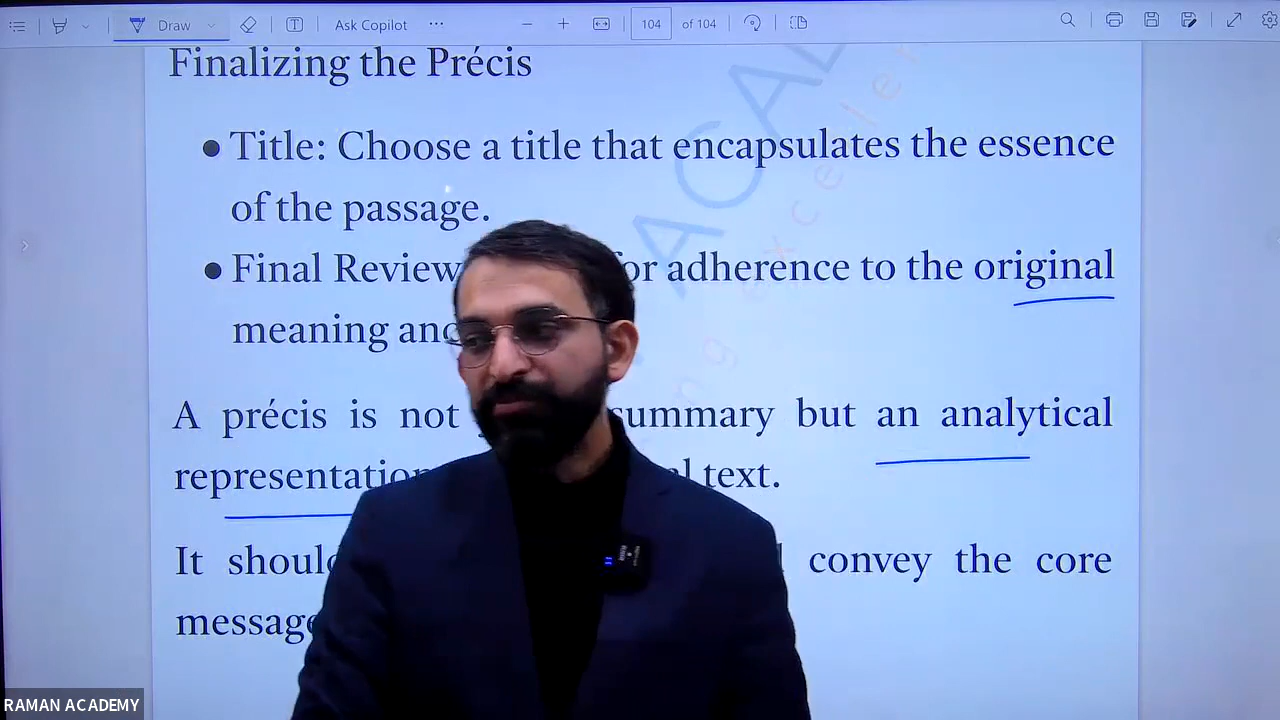 Draw
Ask Copilot
104 of 104
Finalizing the Précis
• Title: Choose a title that encapsulates the essence
of the passage.
• Final Review for adherence to the original
meaning and
A précis is not summary but an analytical
representation text.
It should convey the core
message
RAMAN ACADEMY